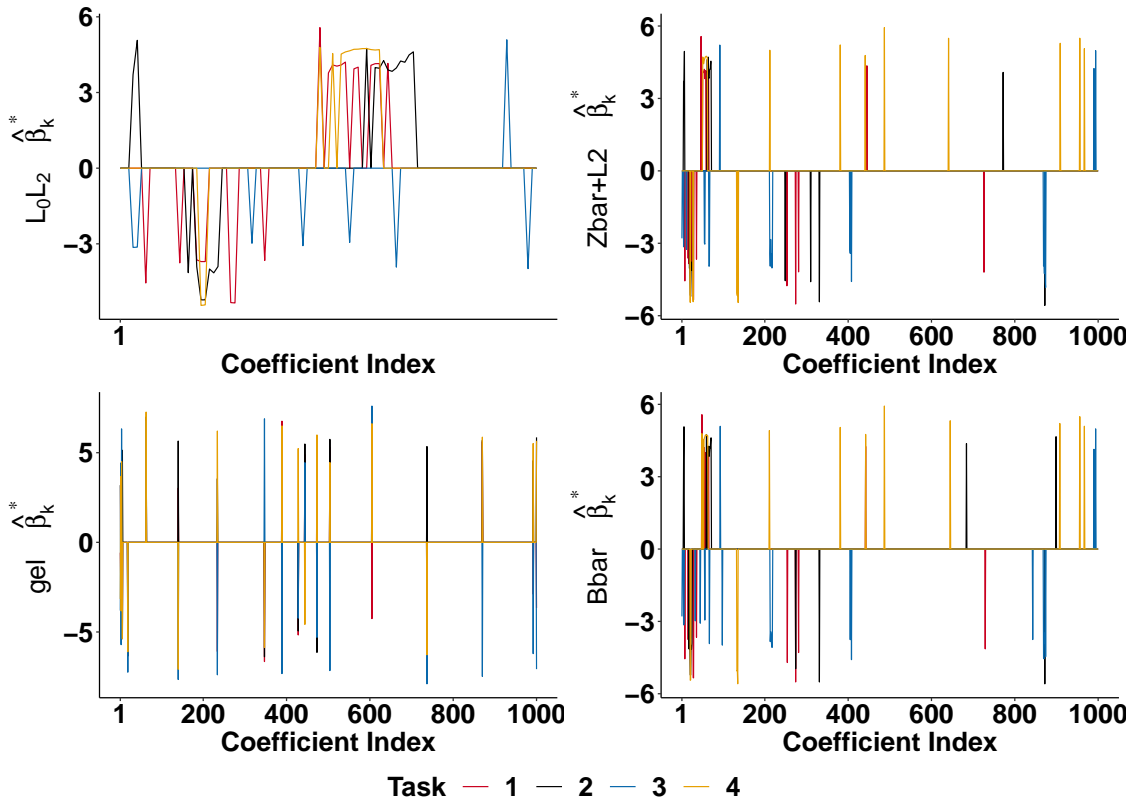 6
3
0
−3
L₀L₂ β̂ₖ*
1
Coefficient Index
6
3
0
−3
−6
Zbar+L2 β̂ₖ*
1 200 400 600 800 1000
Coefficient Index
5
0
−5
gel β̂ₖ*
1 200 400 600 800 1000
Coefficient Index
6
3
0
−3
−6
Bbar β̂ₖ*
1 200 400 600 800 1000
Coefficient Index
Task 1 2 3 4